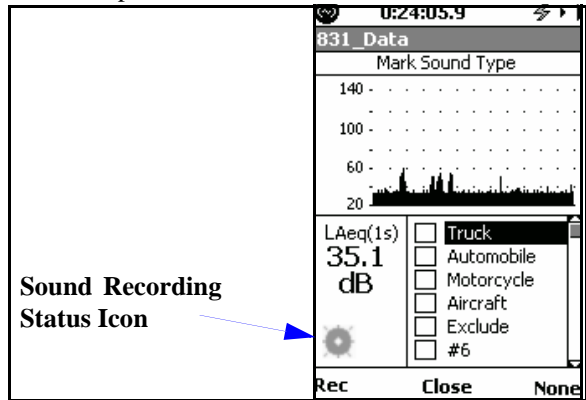 0:24:05.9
831_Data
Mark Sound Type
140
100
60
20
LAeq(1s)
35.1
dB
Truck
Automobile
Motorcycle
Aircraft
Exclude
#6
Sound Recording
Status Icon
Rec Close None